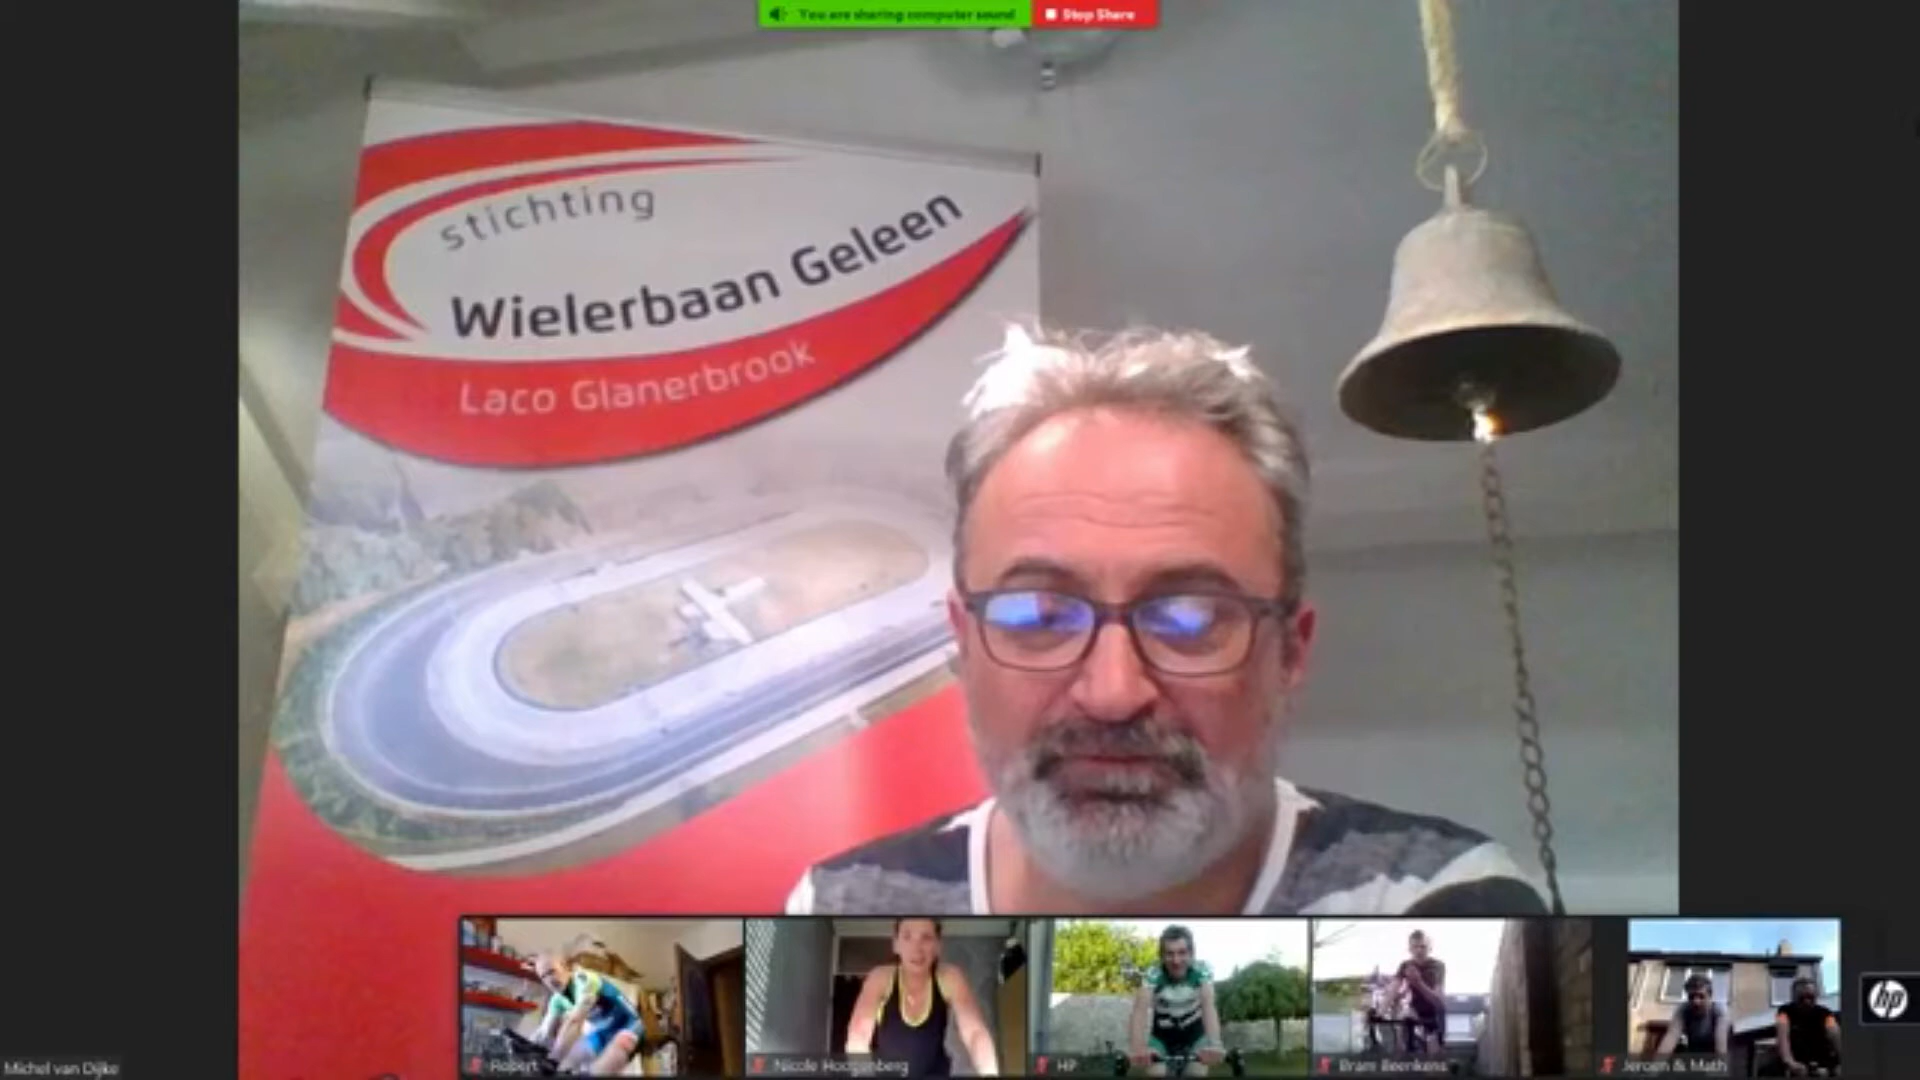 You are sharing computer sound
Stop Share
stichting
Wielerbaan Geleen
Laco Glanerbrook
Michel van Dijke
Robert
Nicole Hoogenberg
HP
Bram Beenkens
Jeroen & Math
hp